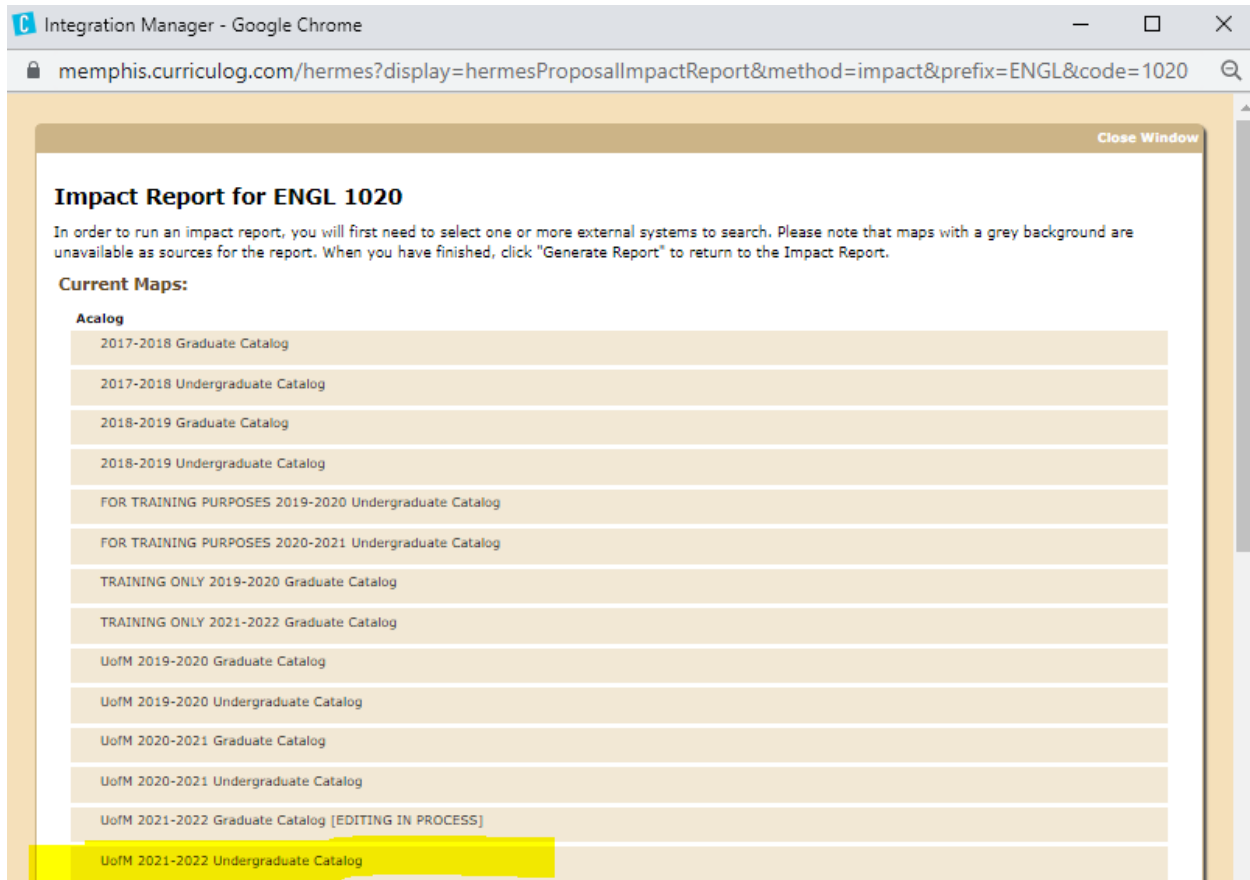 Integration Manager - Google Chrome
memphis.curriculog.com/hermes?display=hermesProposalImpactReport&method=impact&prefix=ENGL&code=1020
Close Window
Impact Report for ENGL 1020
In order to run an impact report, you will first need to select one or more external systems to search. Please note that maps with a grey background are
unavailable as sources for the report. When you have finished, click "Generate Report" to return to the Impact Report.
Current Maps:
Acalog
2017-2018 Graduate Catalog
2017-2018 Undergraduate Catalog
2018-2019 Graduate Catalog
2018-2019 Undergraduate Catalog
FOR TRAINING PURPOSES 2019-2020 Undergraduate Catalog
FOR TRAINING PURPOSES 2020-2021 Undergraduate Catalog
TRAINING ONLY 2019-2020 Graduate Catalog
TRAINING ONLY 2021-2022 Graduate Catalog
UofM 2019-2020 Graduate Catalog
UofM 2019-2020 Undergraduate Catalog
UofM 2020-2021 Graduate Catalog
UofM 2020-2021 Undergraduate Catalog
UofM 2021-2022 Graduate Catalog [EDITING IN PROCESS]
UofM 2021-2022 Undergraduate Catalog